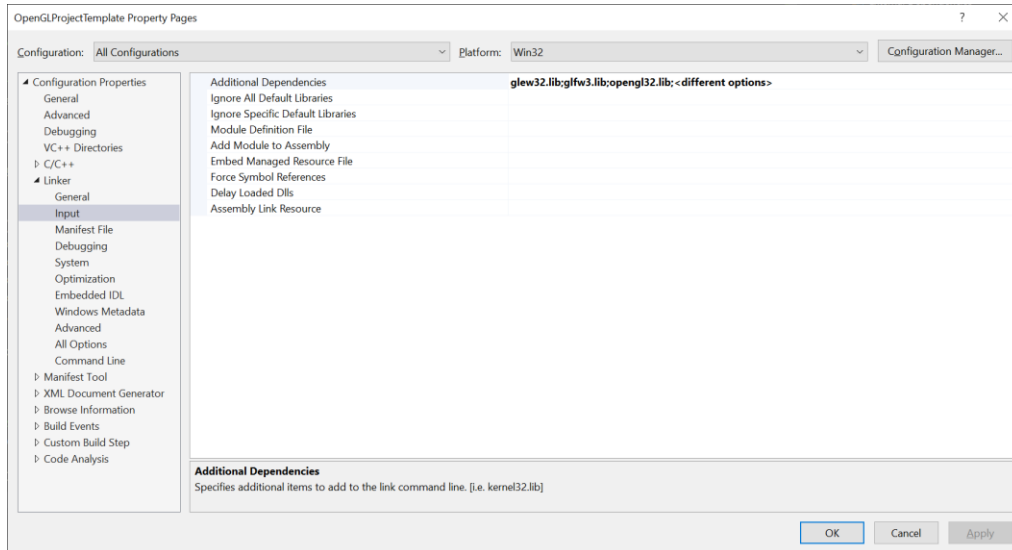 OpenGLProjectTemplate Property Pages
?
Configuration: All Configurations Platform: Win32 Configuration Manager...
Configuration Properties
General
Advanced
Debugging
VC++ Directories
C/C++
Linker
General
Input
Manifest File
Debugging
System
Optimization
Embedded IDL
Windows Metadata
Advanced
All Options
Command Line
Manifest Tool
XML Document Generator
Browse Information
Build Events
Custom Build Step
Code Analysis
Additional Dependencies glew32.lib;glfw3.lib;opengl32.lib;<different options>
Ignore All Default Libraries
Ignore Specific Default Libraries
Module Definition File
Add Module to Assembly
Embed Managed Resource File
Force Symbol References
Delay Loaded Dlls
Assembly Link Resource
Additional Dependencies
Specifies additional items to add to the link command line. [i.e. kernel32.lib]
OK Cancel Apply